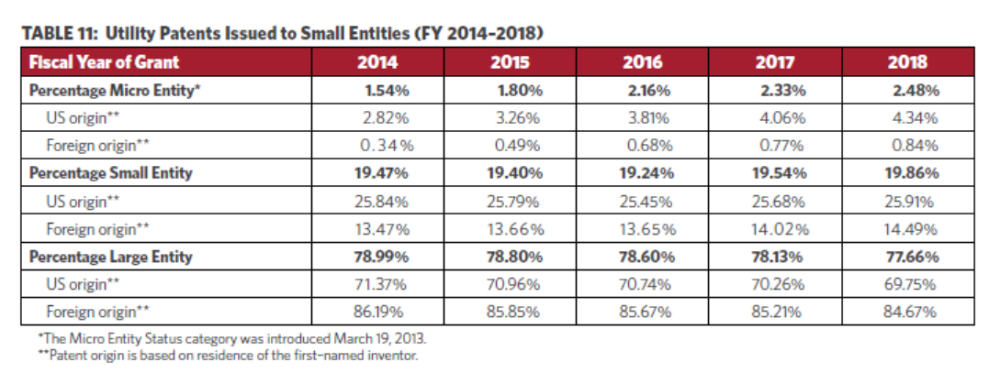 TABLE 11: Utility Patents Issued to Small Entities (FY 2014–2018)
Fiscal Year of Grant 2014 2015 2016 2017 2018
Percentage Micro Entity* 1.54% 1.80% 2.16% 2.33% 2.48%
US origin** 2.82% 3.26% 3.81% 4.06% 4.34%
Foreign origin** 0.34% 0.49% 0.68% 0.77% 0.84%
Percentage Small Entity 19.47% 19.40% 19.24% 19.54% 19.86%
US origin** 25.84% 25.79% 25.45% 25.68% 25.91%
Foreign origin** 13.47% 13.66% 13.65% 14.02% 14.49%
Percentage Large Entity 78.99% 78.80% 78.60% 78.13% 77.66%
US origin** 71.37% 70.96% 70.74% 70.26% 69.75%
Foreign origin** 86.19% 85.85% 85.67% 85.21% 84.67%
*The Micro Entity Status category was introduced March 19, 2013.
**Patent origin is based on residence of the first-named inventor.